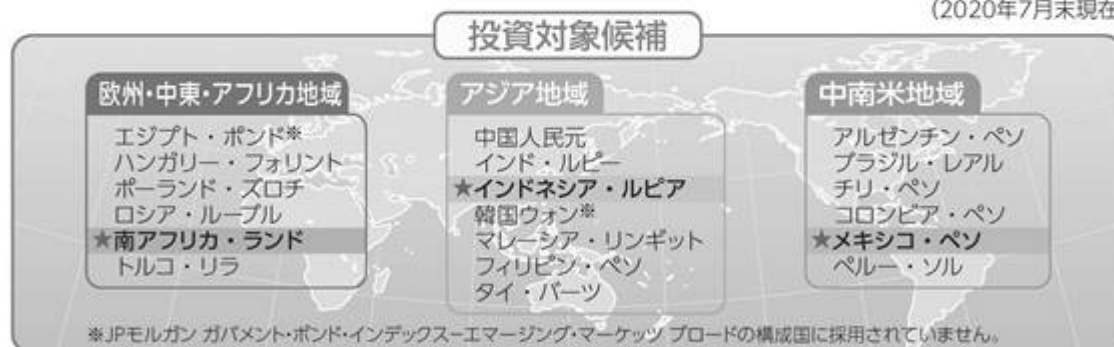 (2020年7月末現在
投資対象候補
欧州・中東・アフリカ地域
エジプト・ポンド※
ハンガリー・フォリント
ポーランド・ズロチ
ロシア・ルーブル
★南アフリカ・ランド
トルコ・リラ
アジア地域
中国人民元
インド・ルピー
★インドネシア・ルピア
韓国ウォン※
マレーシア・リンギット
フィリピン・ペソ
タイ・バーツ
中南米地域
アルゼンチン・ペソ
ブラジル・レアル
チリ・ペソ
コロンビア・ペソ
★メキシコ・ペソ
ペルー・ソル
※JPモルガン ガバメント・ボンド・インデックスーエマージング・マーケッツ ブロードの構成国に採用されていません。